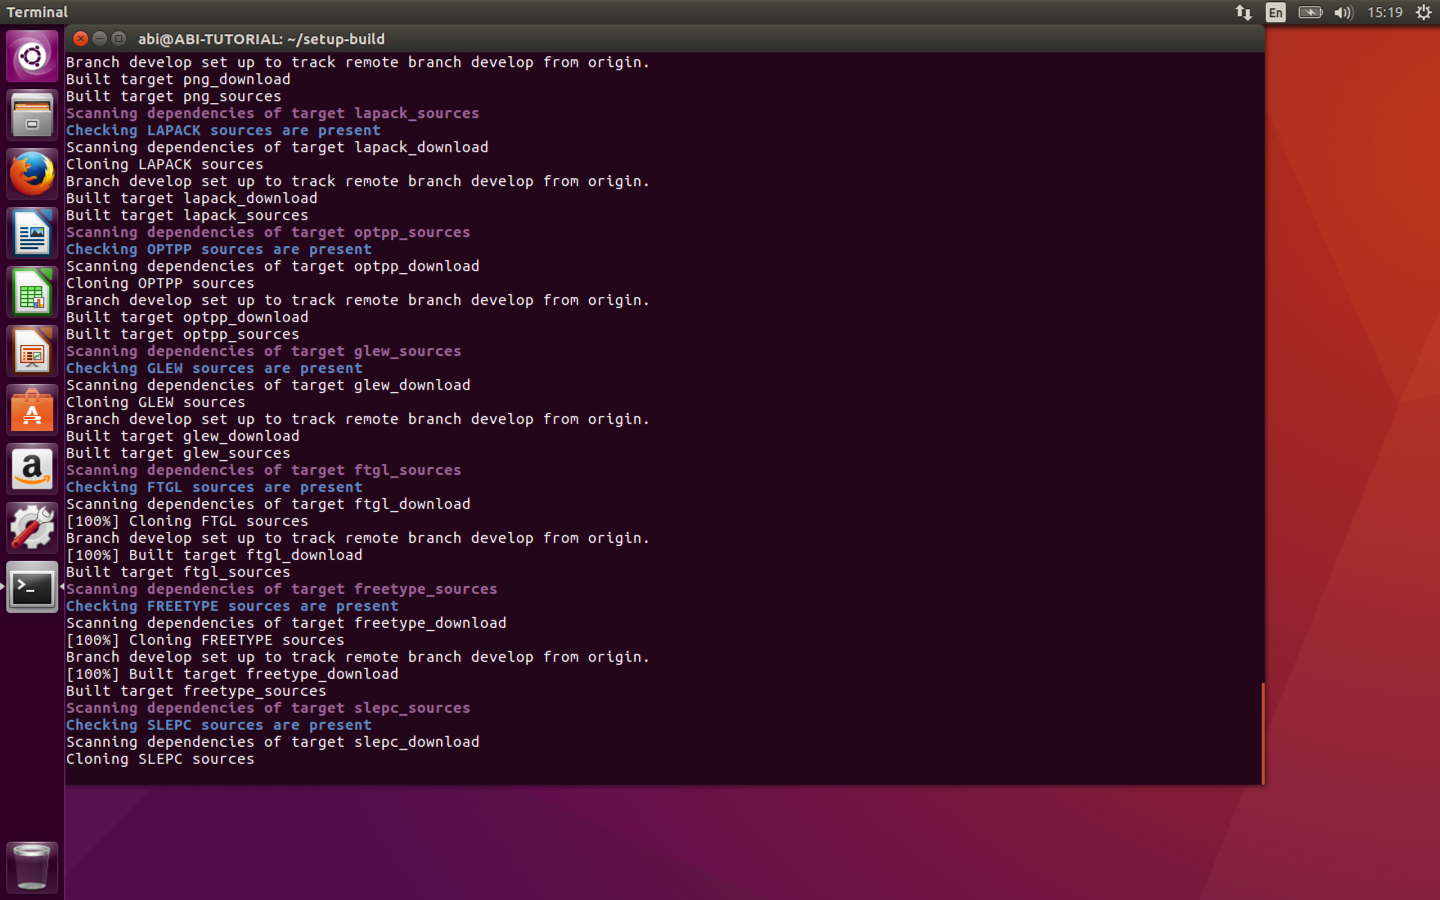 Terminal
En
15:19
abi@ABI-TUTORIAL: ~/setup-build
Branch develop set up to track remote branch develop from origin.
Built target png_download
Built target png_sources
Scanning dependencies of target lapack_sources
Checking LAPACK sources are present
Scanning dependencies of target lapack_download
Cloning LAPACK sources
Branch develop set up to track remote branch develop from origin.
Built target lapack_download
Built target lapack_sources
Scanning dependencies of target optpp_sources
Checking OPTPP sources are present
Scanning dependencies of target optpp_download
Cloning OPTPP sources
Branch develop set up to track remote branch develop from origin.
Built target optpp_download
Built target optpp_sources
Scanning dependencies of target glew_sources
Checking GLEW sources are present
Scanning dependencies of target glew_download
Cloning GLEW sources
Branch develop set up to track remote branch develop from origin.
Built target glew_download
Built target glew_sources
Scanning dependencies of target ftgl_sources
Checking FTGL sources are present
Scanning dependencies of target ftgl_download
[100%] Cloning FTGL sources
Branch develop set up to track remote branch develop from origin.
[100%] Built target ftgl_download
Built target ftgl_sources
Scanning dependencies of target freetype_sources
Checking FREETYPE sources are present
Scanning dependencies of target freetype_download
[100%] Cloning FREETYPE sources
Branch develop set up to track remote branch develop from origin.
[100%] Built target freetype_download
Built target freetype_sources
Scanning dependencies of target slepc_sources
Checking SLEPC sources are present
Scanning dependencies of target slepc_download
Cloning SLEPC sources